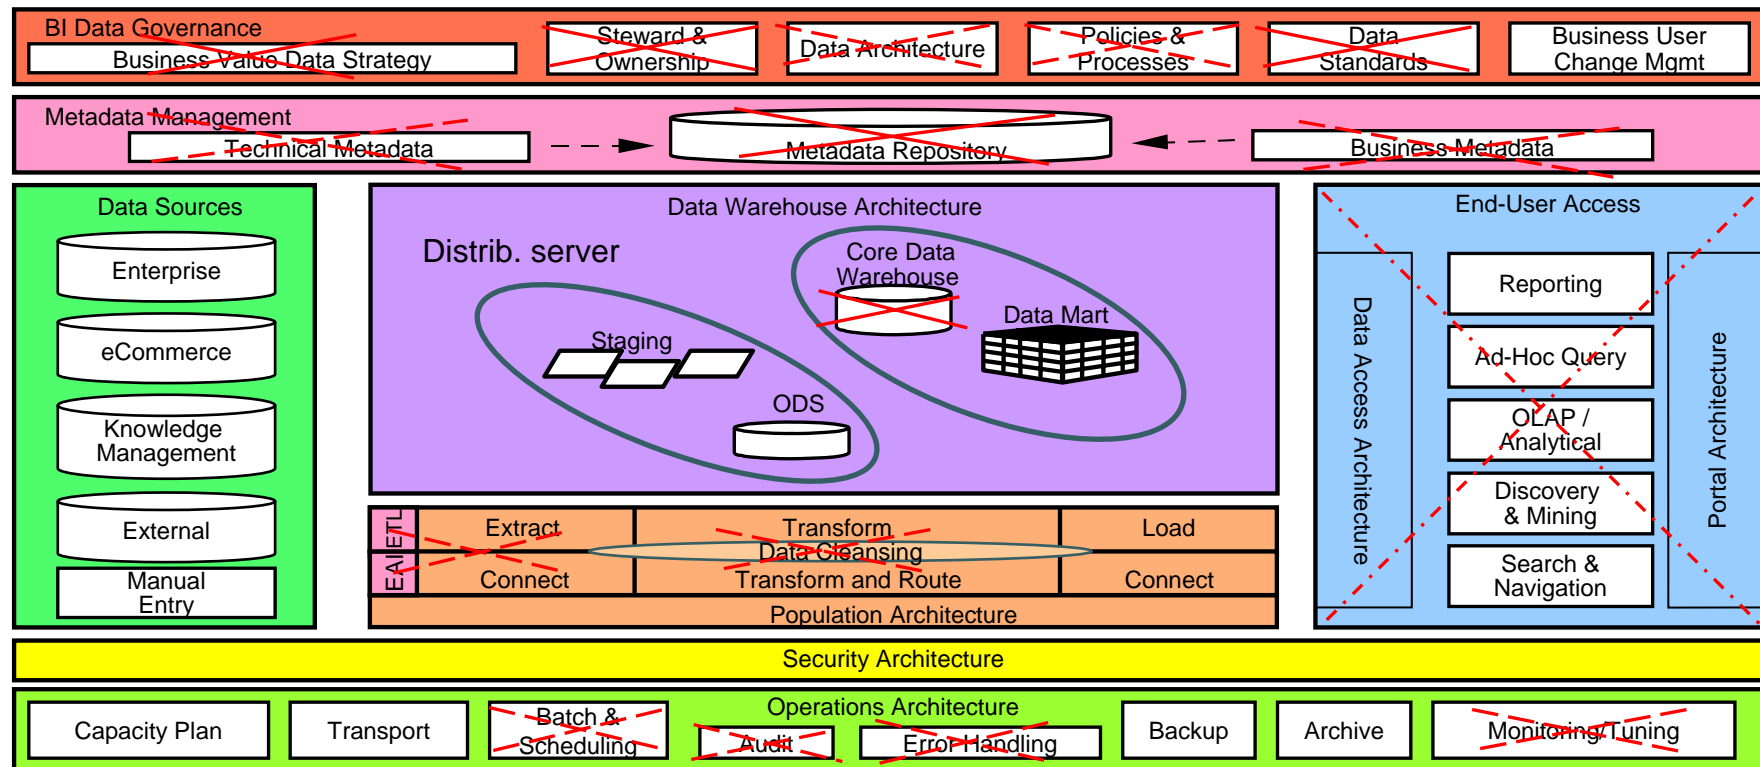 BI Data Governance
Business Value Data Strategy
Steward &
Ownership
Data Architecture
Policies &
Processes
Data
Standards
Business User
Change Mgmt
Metadata Management
Technical Metadata
Metadata Repository
Business Metadata
Data Sources
Enterprise
eCommerce
Knowledge
Management
External
Manual
Entry
Data Warehouse Architecture
Distrib. server
Core Data
Warehouse
Data Mart
Staging
ODS
ETL
Extract
Transform
Load
Data Cleansing
EAI
Connect
Transform and Route
Connect
Population Architecture
End-User Access
Data Access Architecture
Reporting
Ad-Hoc Query
OLAP /
Analytical
Discovery
& Mining
Search &
Navigation
Portal Architecture
Security Architecture
Operations Architecture
Capacity Plan
Transport
Batch &
Scheduling
Audit
Error Handling
Backup
Archive
Monitoring/Tuning